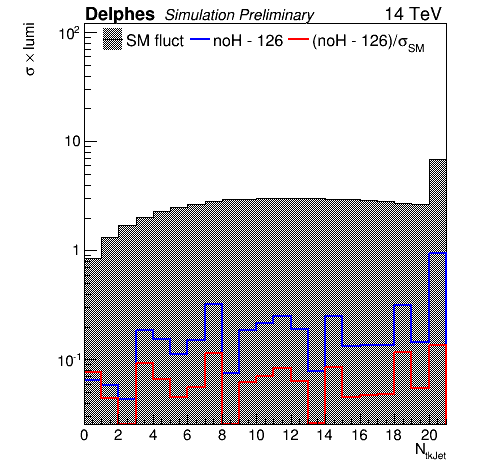 Delphes Simulation Preliminary 14 TeV
σ × lumi
SM fluct noH - 126 (noH - 126)/σSM
10²
10
1
10⁻¹
0 2 4 6 8 10 12 14 16 18 20
NtkJet